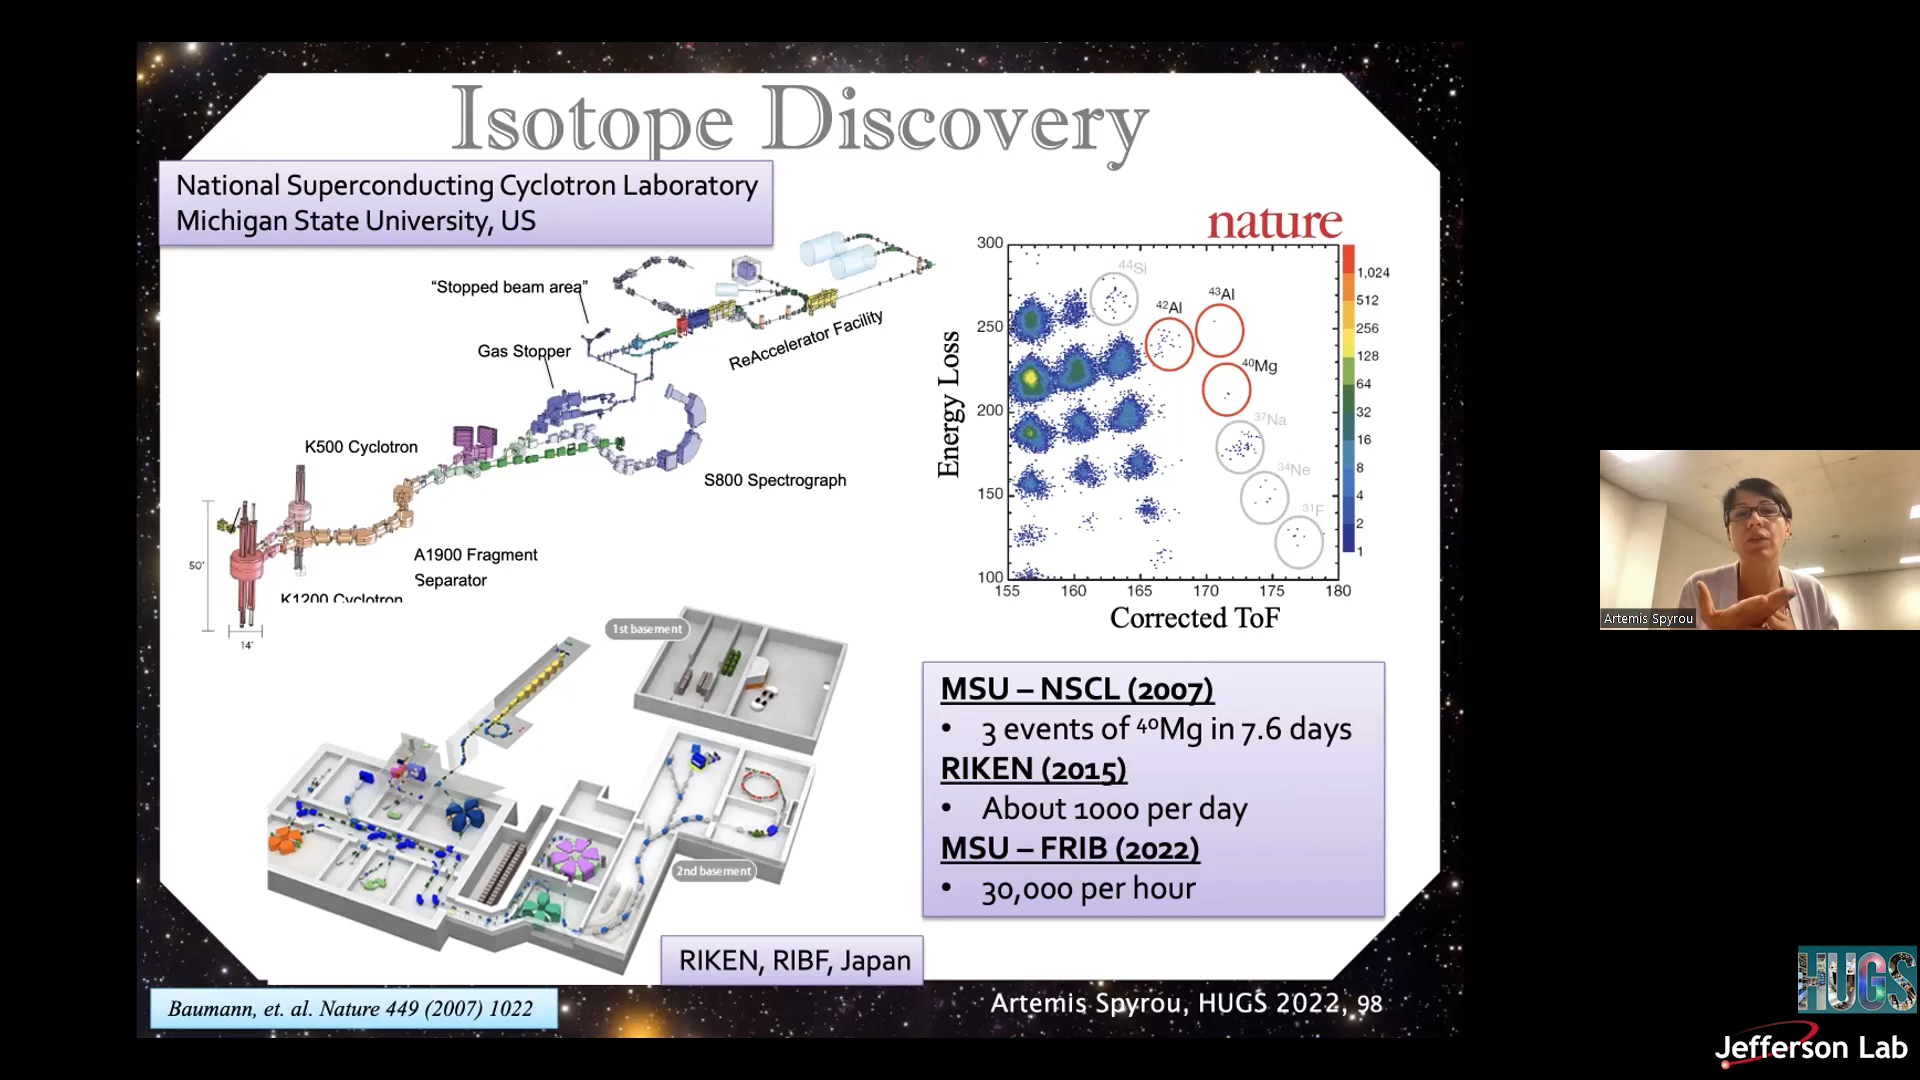 Isotope Discovery
National Superconducting Cyclotron Laboratory
Michigan State University, US
"Stopped beam area"
Gas Stopper
ReAccelerator Facility
K500 Cyclotron
S800 Spectrograph
A1900 Fragment
Separator
K1200 Cyclotron
50'
14'
nature
300
250
200
150
100
Energy Loss
155 160 165 170 175 180
Corrected ToF
44Si
42Al
43Al
40Mg
37Na
34Ne
31F
1,024
512
256
128
64
32
16
8
4
2
1
1st basement
2nd basement
RIKEN, RIBF, Japan
MSU – NSCL (2007)
• 3 events of 40Mg in 7.6 days
RIKEN (2015)
• About 1000 per day
MSU – FRIB (2022)
• 30,000 per hour
Baumann, et. al. Nature 449 (2007) 1022
Artemis Spyrou, HUGS 2022, 98
Artemis Spyrou
HUGS
Jefferson Lab